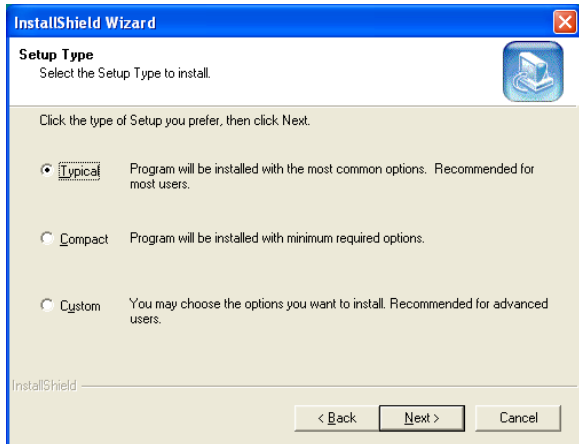 InstallShield Wizard
Setup Type
Select the Setup Type to install.
Click the type of Setup you prefer, then click Next.
Typical
Program will be installed with the most common options.  Recommended for
most users.
Compact
Program will be installed with minimum required options.
Custom
You may choose the options you want to install. Recommended for advanced
users.
InstallShield
< Back
Next >
Cancel